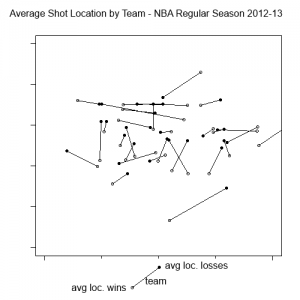 Average Shot Location by Team - NBA Regular Season 2012-13
avg loc. losses
team
avg loc. wins